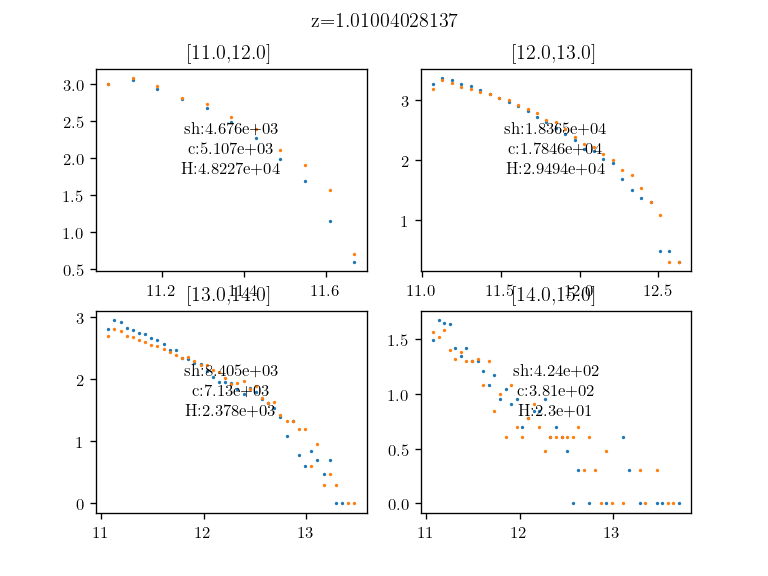 z=1.01004028137
[11.0,12.0]
[12.0,13.0]
3.0
2.5
2.0
1.5
1.0
0.5
sh:4.676e+03
c:5.107e+03
H:4.8227e+04
11.2 11.4 11.6
3
2
1
sh:1.8365e+04
c:1.7846e+04
H:2.9494e+04
11.0 11.5 12.0 12.5
[13.0,14.0]
[14.0,15.0]
3
2
1
0
sh:8.405e+03
c:7.13e+03
H:2.378e+03
11 12 13
1.5
1.0
0.5
0.0
sh:4.24e+02
c:3.81e+02
H:2.3e+01
11 12 13